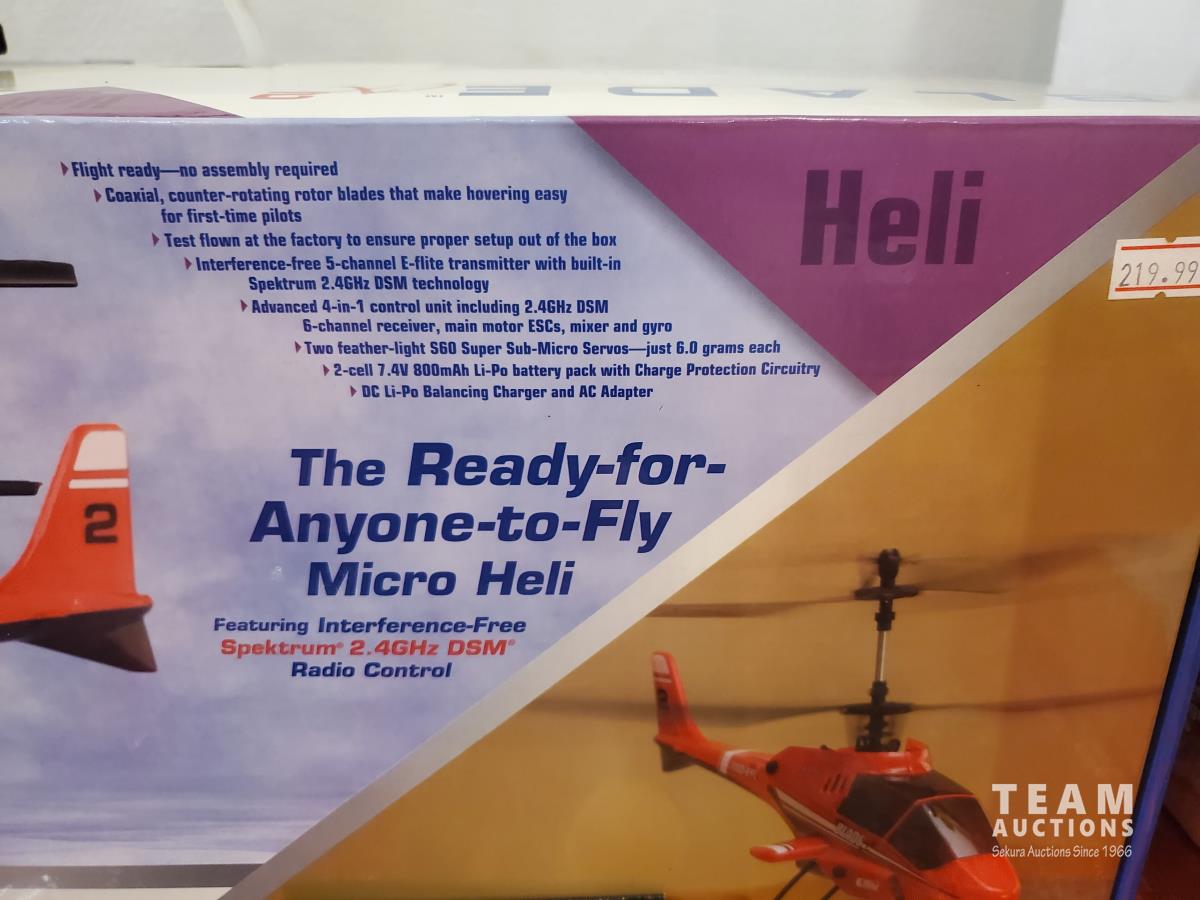 BLADE
▶Flight ready—no assembly required
▶Coaxial, counter-rotating rotor blades that make hovering easy
for first-time pilots
▶Test flown at the factory to ensure proper setup out of the box
▶Interference-free 5-channel E-flite transmitter with built-in
Spektrum 2.4GHz DSM technology
▶Advanced 4-in-1 control unit including 2.4GHz DSM
6-channel receiver, main motor ESCs, mixer and gyro
▶Two feather-light S60 Super Sub-Micro Servos—just 6.0 grams each
▶2-cell 7.4V 800mAh Li-Po battery pack with Charge Protection Circuitry
▶DC Li-Po Balancing Charger and AC Adapter
Heli
219.99
2
The Ready-for-
Anyone-to-Fly
Micro Heli
Featuring Interference-Free
Spektrum® 2.4GHz DSM®
Radio Control
2
BLADE
TEAM
AUCTIONS
Sekura Auctions Since 1966